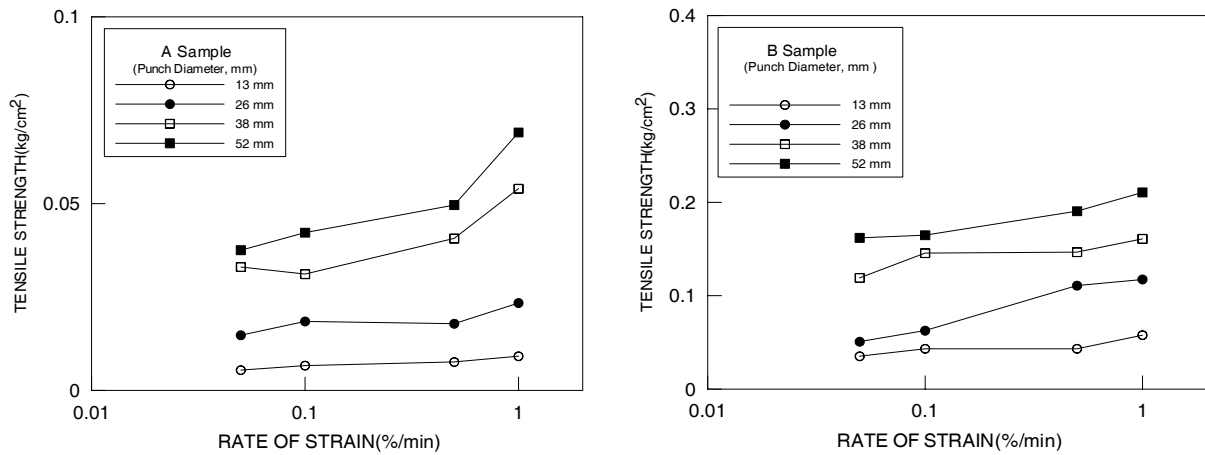 0.1
A Sample
(Punch Diameter, mm)
13 mm
26 mm
38 mm
52 mm
0.05
0
TENSILE STRENGTH(kg/cm²)
0.01
0.1
1
RATE OF STRAIN(%/min)
0.4
B Sample
(Punch Diameter, mm )
13 mm
26 mm
38 mm
52 mm
0.3
0.2
0.1
0
TENSILE STRENGTH(kg/cm²)
0.01
0.1
1
RATE OF STRAIN(%/min)